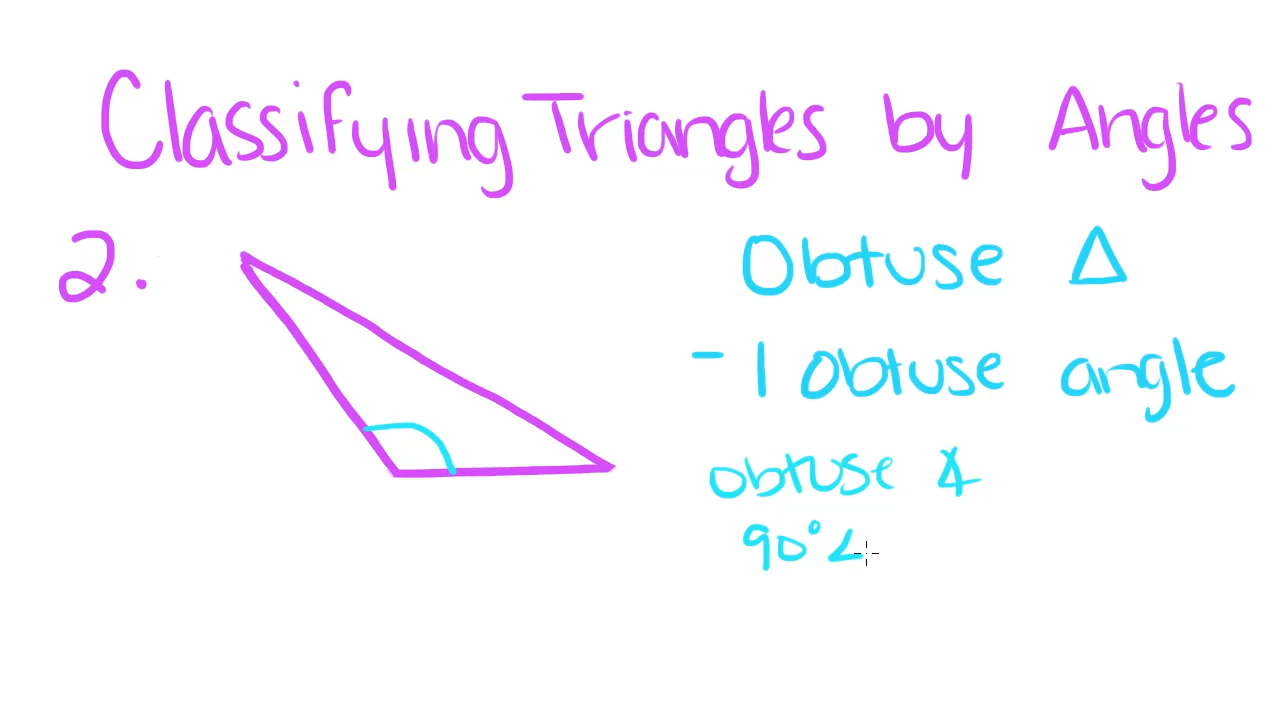 Classifying Triangles by Angles
2.
Obtuse △
- 1 obtuse angle
obtuse ∡
90° <